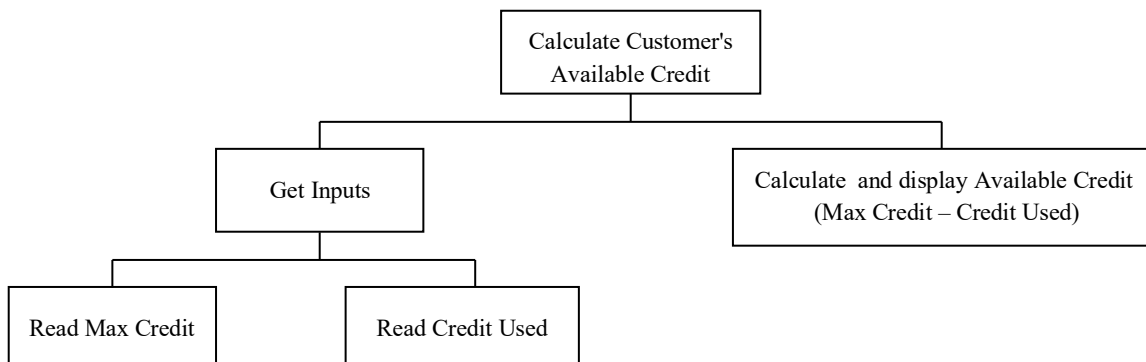 Calculate Customer's
Available Credit
Get Inputs
Calculate and display Available Credit
(Max Credit – Credit Used)
Read Max Credit
Read Credit Used